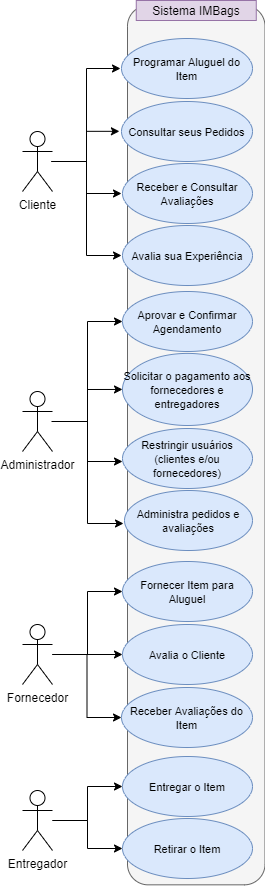 Sistema IMBags
Programar Aluguel do
Item
Consultar seus Pedidos
Receber e Consultar
Avaliações
Cliente
Avalia sua Experiência
Aprovar e Confirmar
Agendamento
Solicitar o pagamento aos
fornecedores e
entregadores
Restringir usuários
(clientes e/ou
fornecedores)
Administrador
Administra pedidos e
avaliações
Fornecer Item para
Aluguel
Avalia o Cliente
Fornecedor
Receber Avaliações do
Item
Entregar o Item
Retirar o Item
Entregador